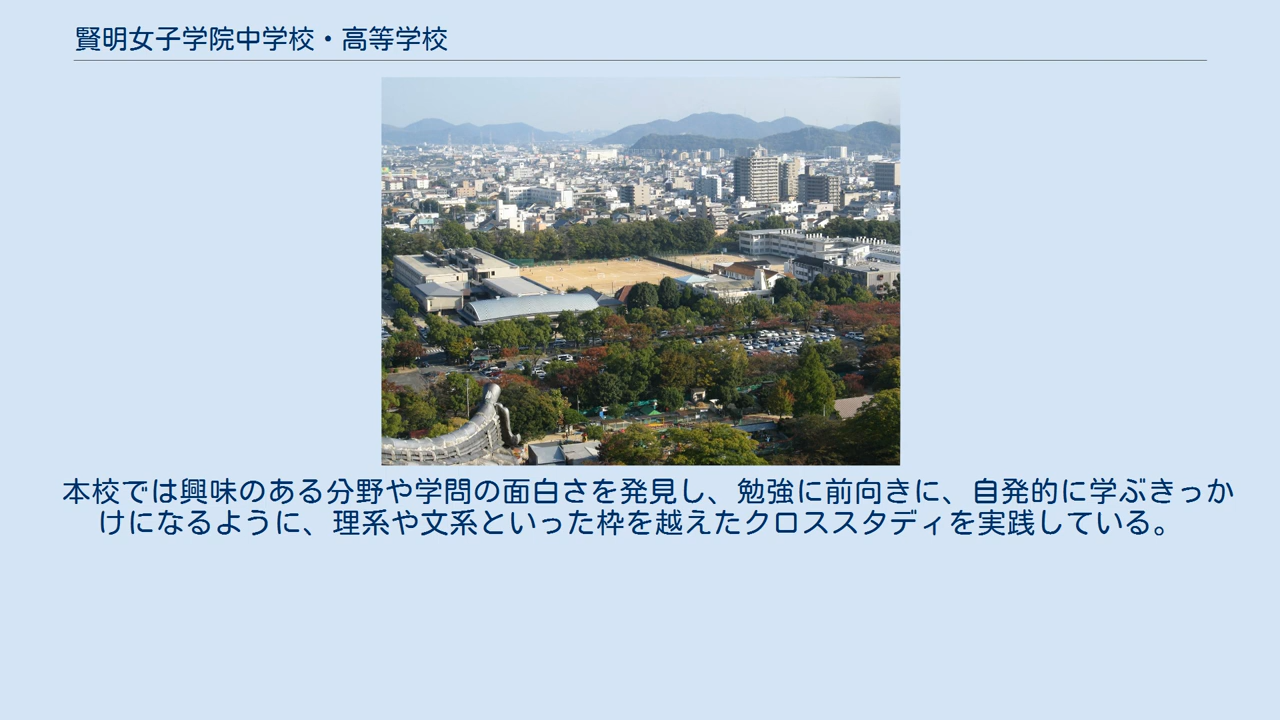 賢明女子学院中学校・高等学校
本校では興味のある分野や学問の面白さを発見し、勉強に前向きに、自発的に学ぶきっか
けになるように、理系や文系といった枠を越えたクロススタディを実践している。